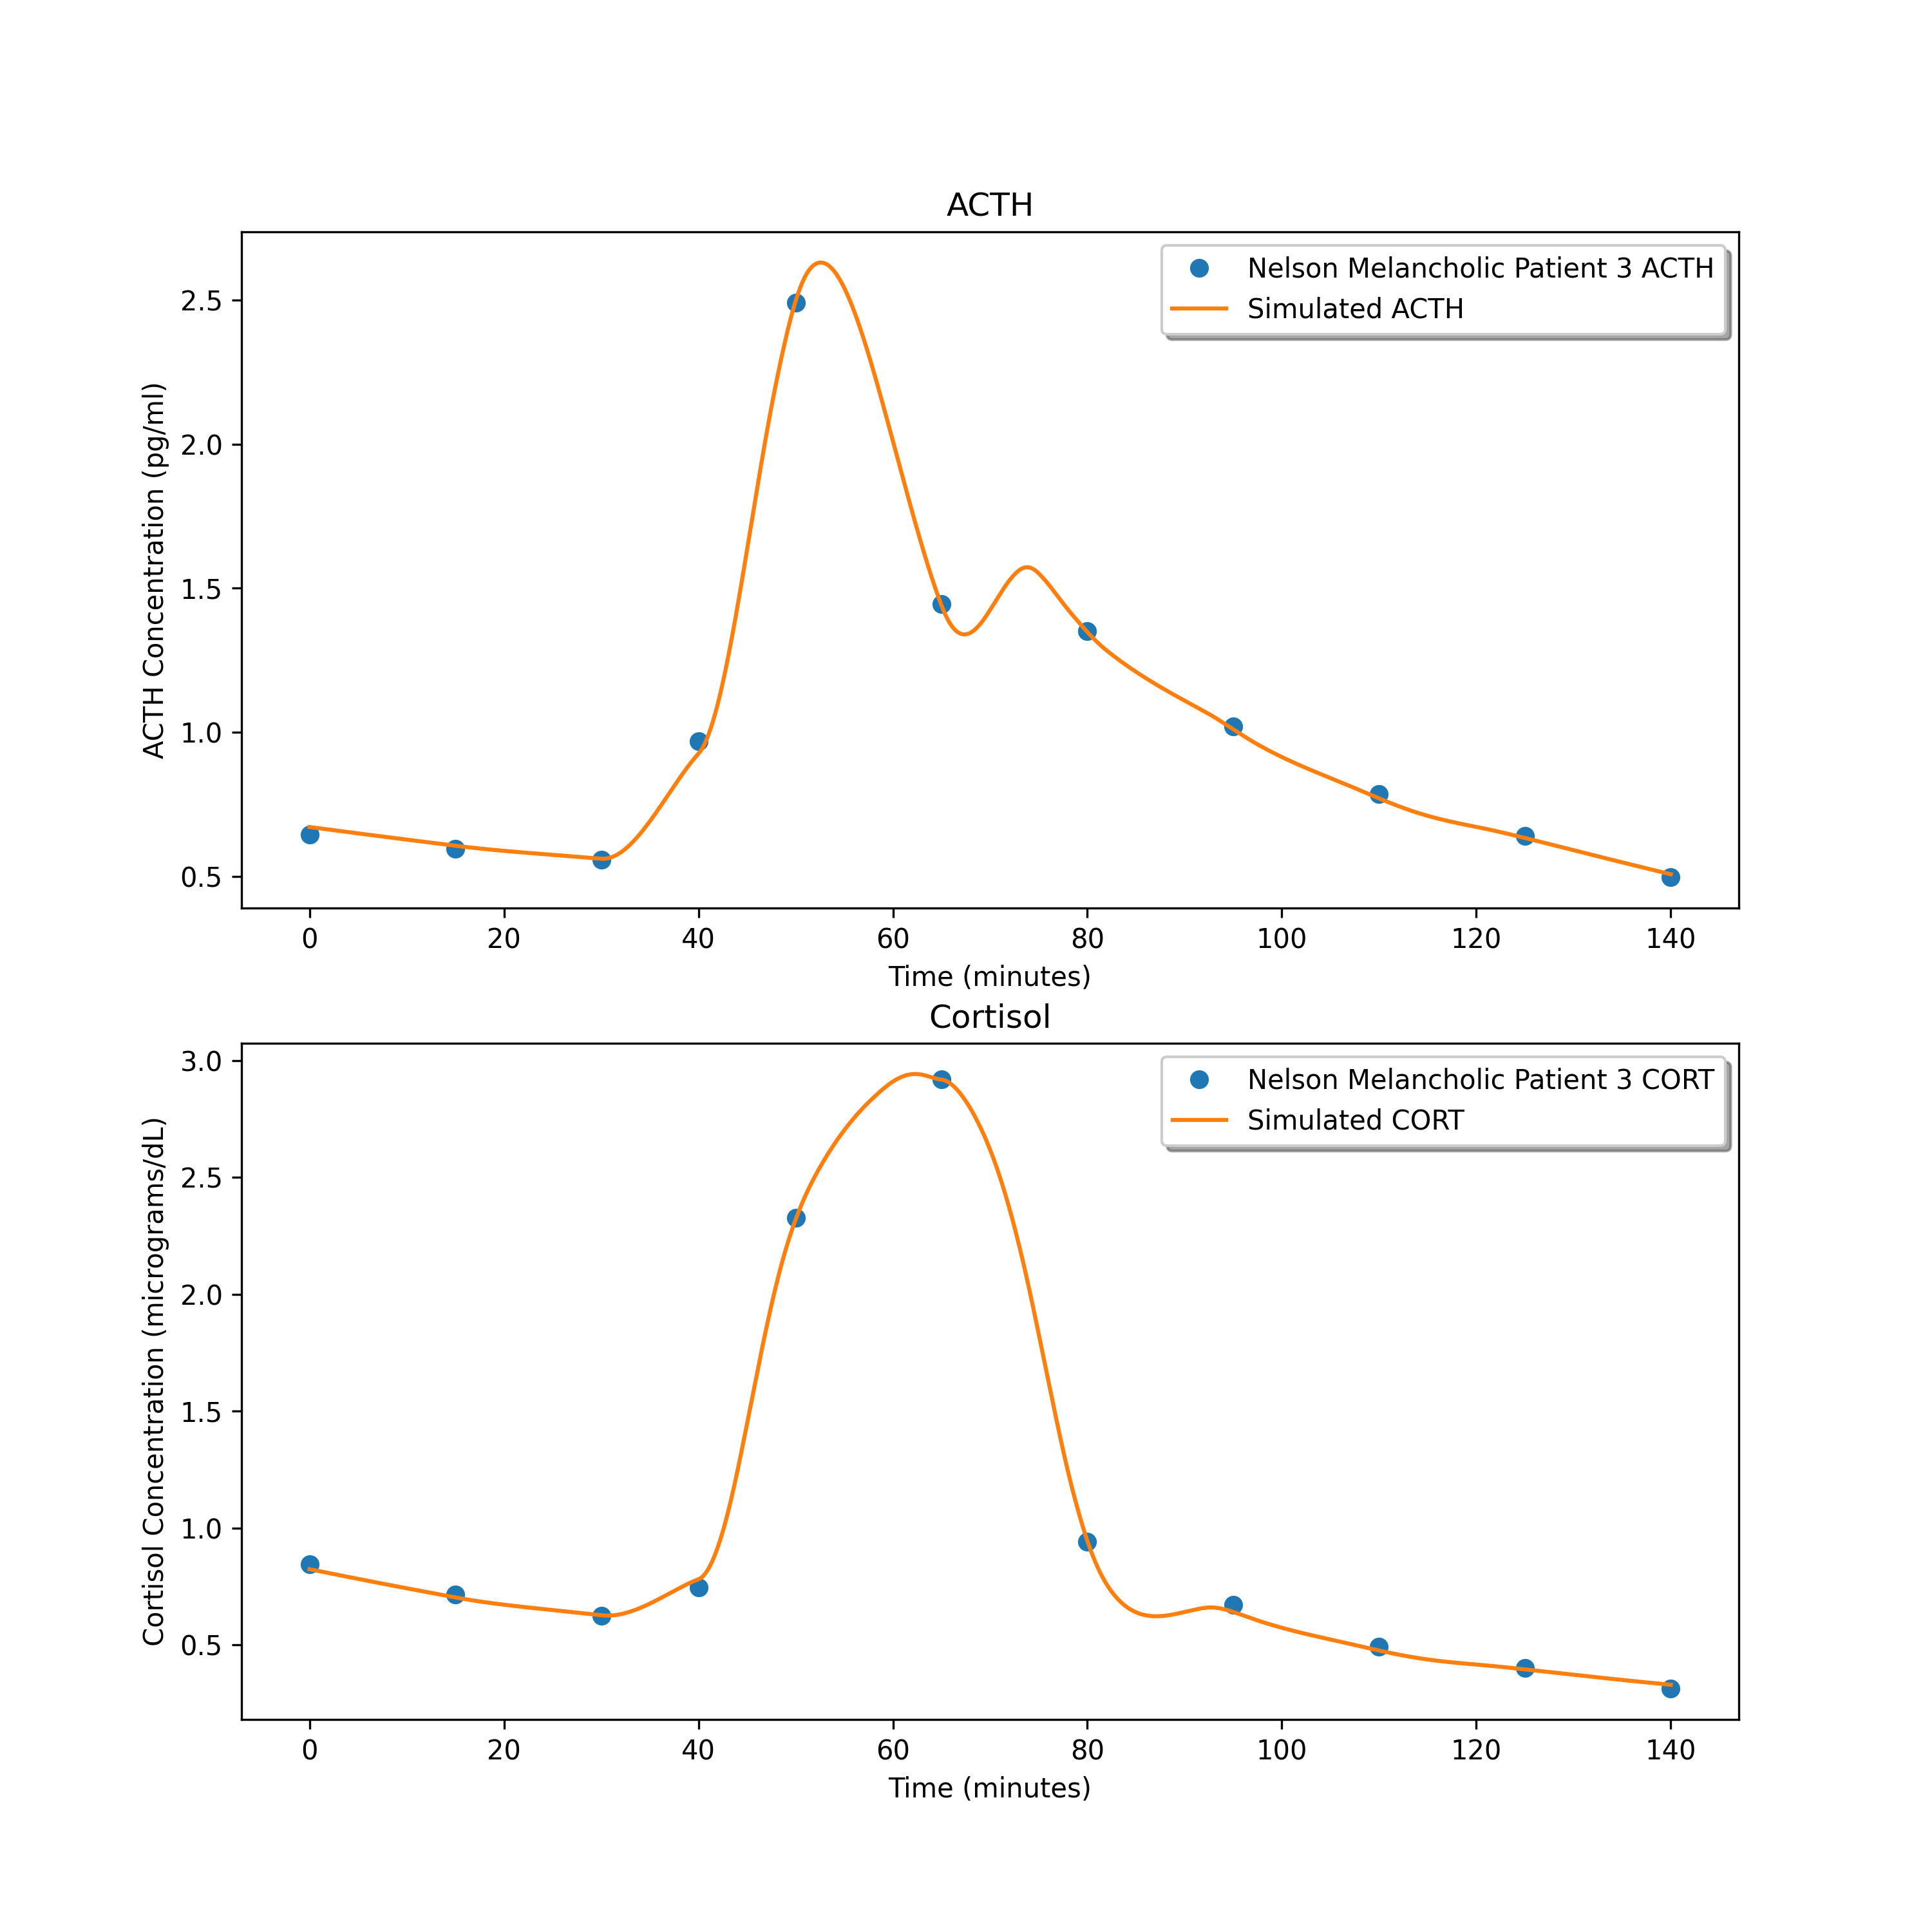 ACTH
Nelson Melancholic Patient 3 ACTH
Simulated ACTH
ACTH Concentration (pg/ml)
2.5
2.0
1.5
1.0
0.5
0 20 40 60 80 100 120 140
Time (minutes)
Cortisol
Nelson Melancholic Patient 3 CORT
Simulated CORT
Cortisol Concentration (micrograms/dL)
3.0
2.5
2.0
1.5
1.0
0.5
0 20 40 60 80 100 120 140
Time (minutes)